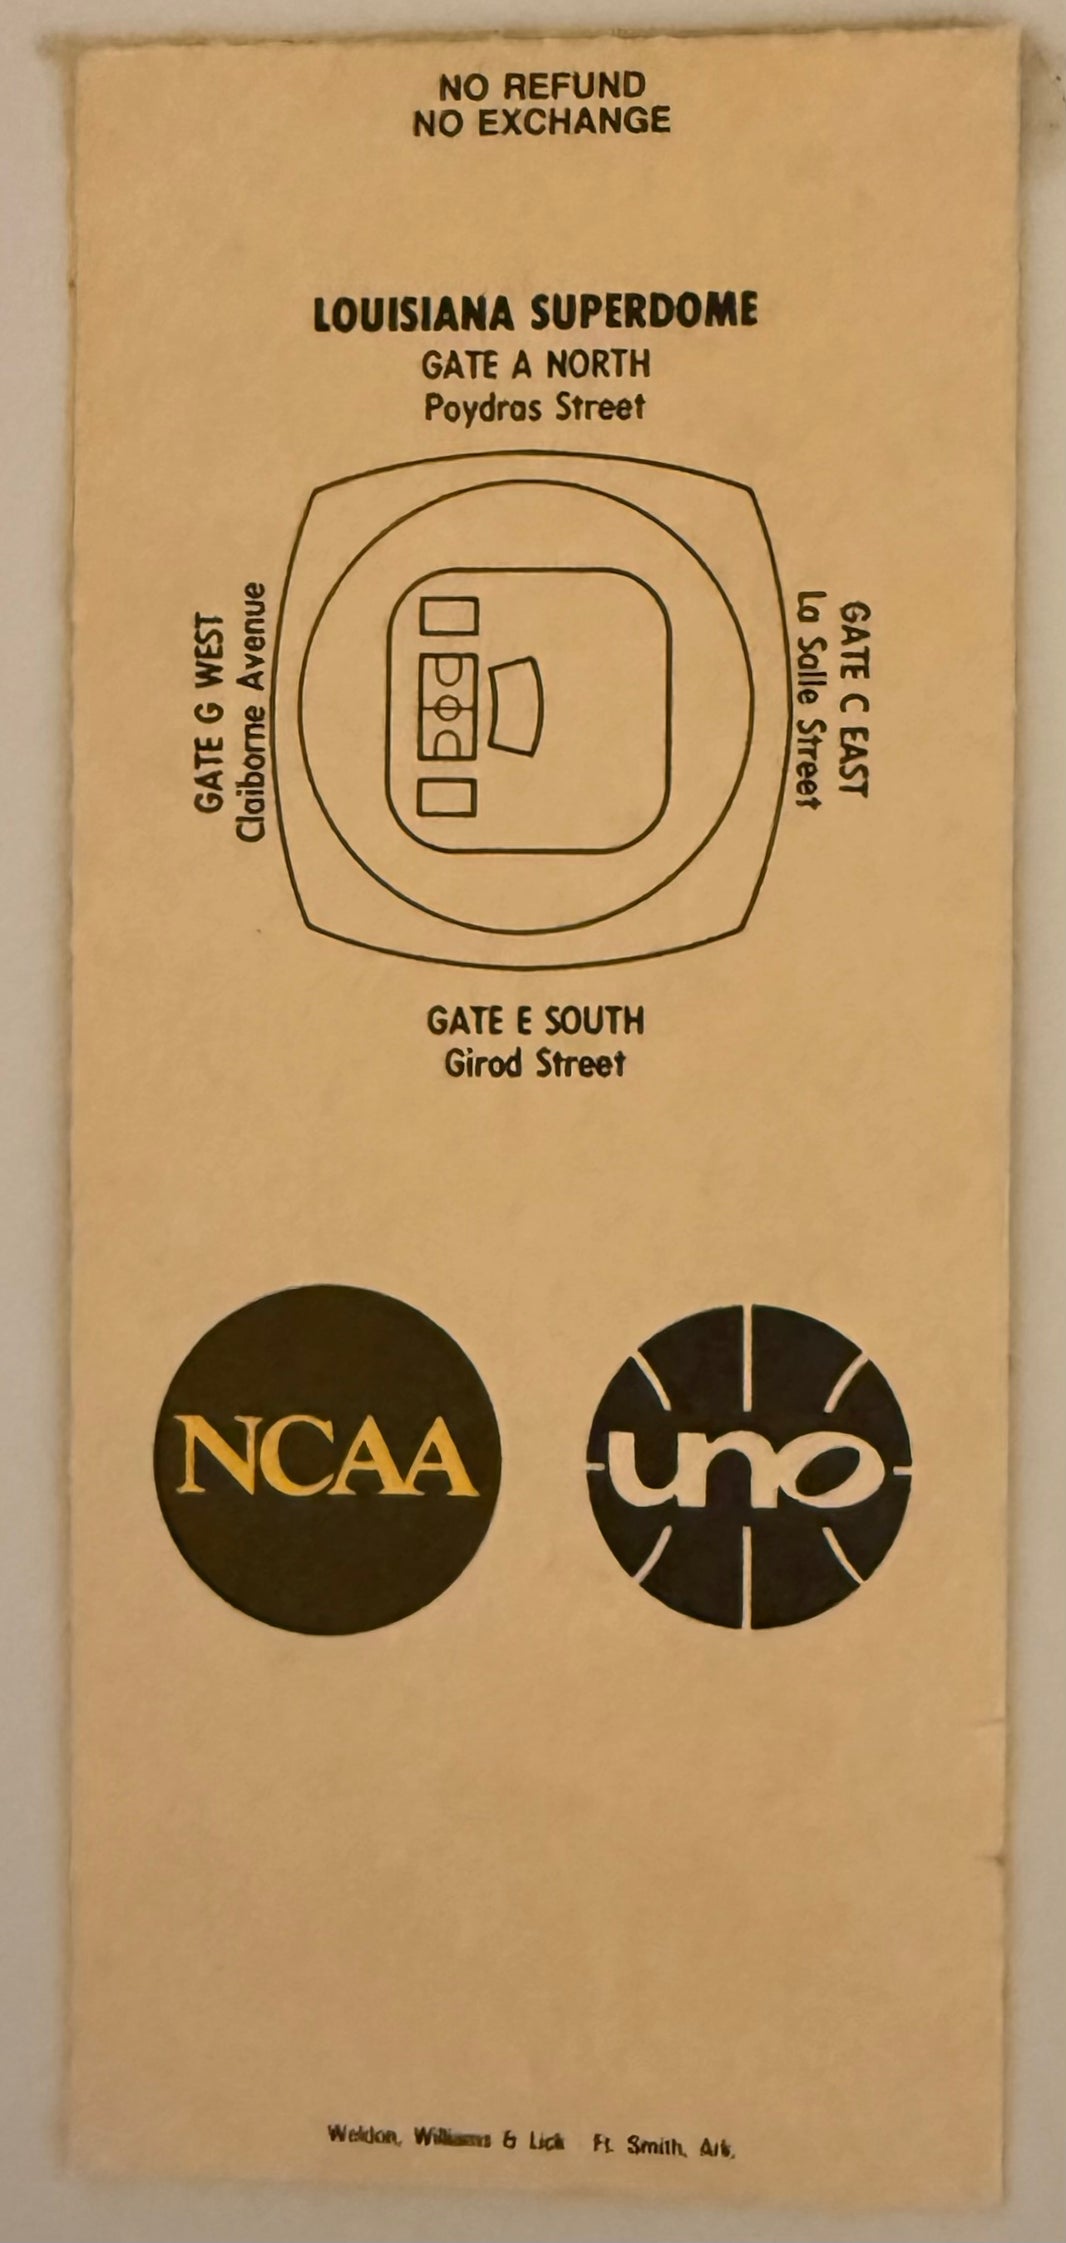 NO REFUND
NO EXCHANGE
LOUISIANA SUPERDOME
GATE A NORTH
Poydras Street
GATE G WEST
Claiborne Avenue
GATE C EAST
La Salle Street
GATE E SOUTH
Girod Street
NCAA
uno
Weldon, Williams & Lick Ft. Smith, Ark.